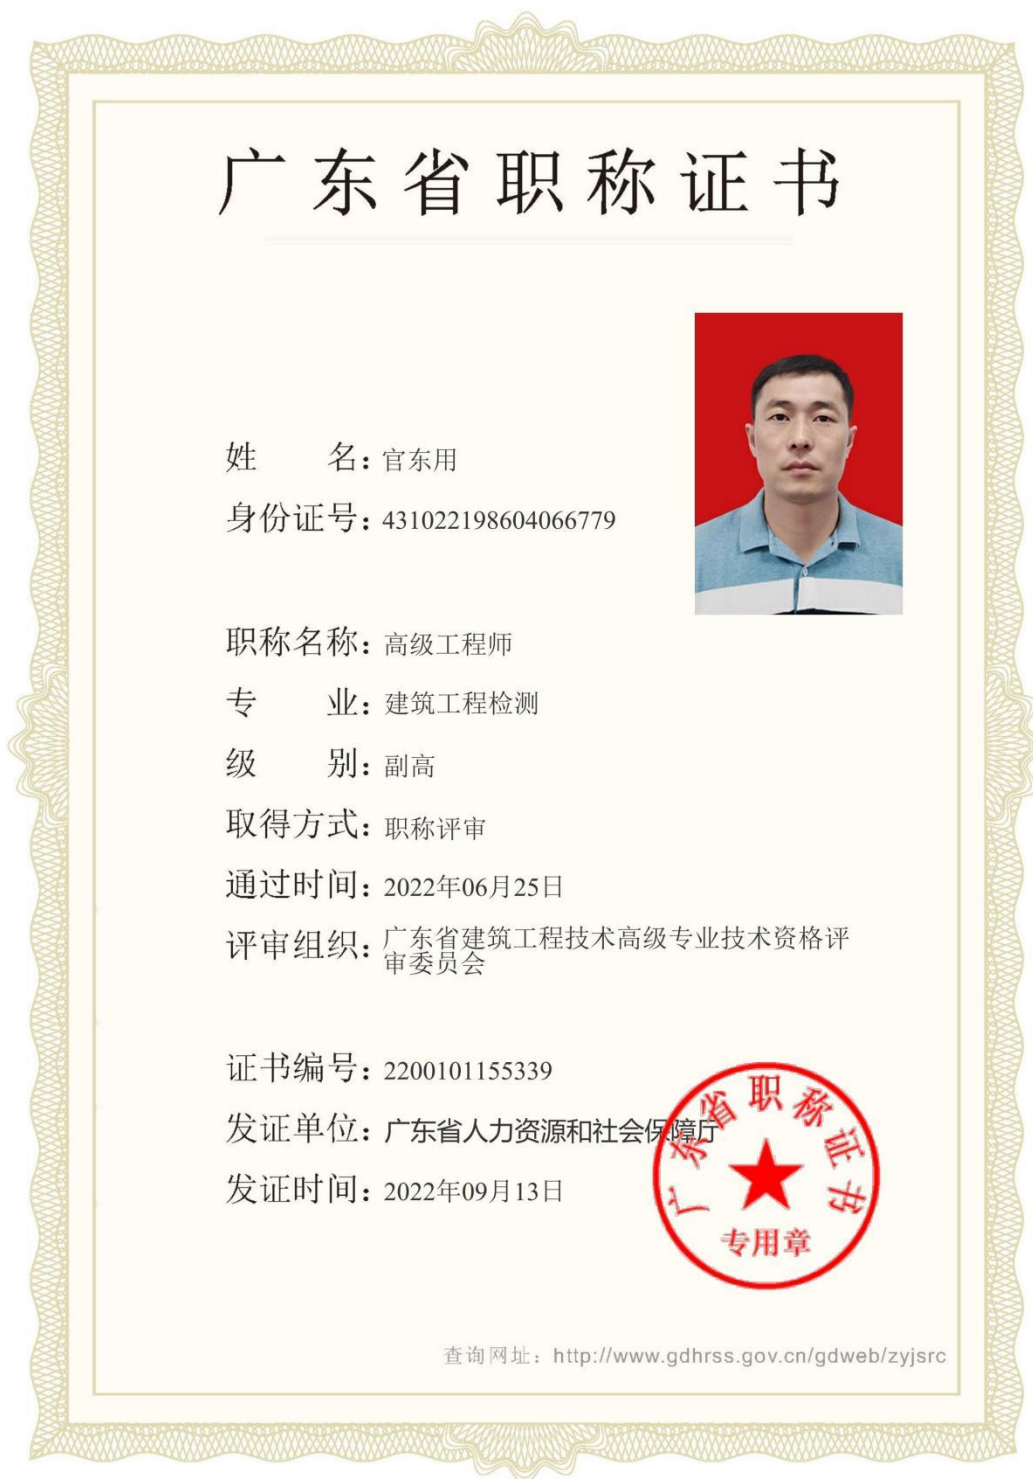 广东省职称证书
姓　　名：官东用
身份证号：431022198604066779
职称名称：高级工程师
专　　业：建筑工程检测
级　　别：副高
取得方式：职称评审
通过时间：2022年06月25日
评审组织：广东省建筑工程技术高级专业技术资格评
审委员会
证书编号：2200101155339
发证单位：广东省人力资源和社会保障厅
发证时间：2022年09月13日
广东省职称证书
专用章
查询网址：http://www.gdhrss.gov.cn/gdweb/zyjsrc